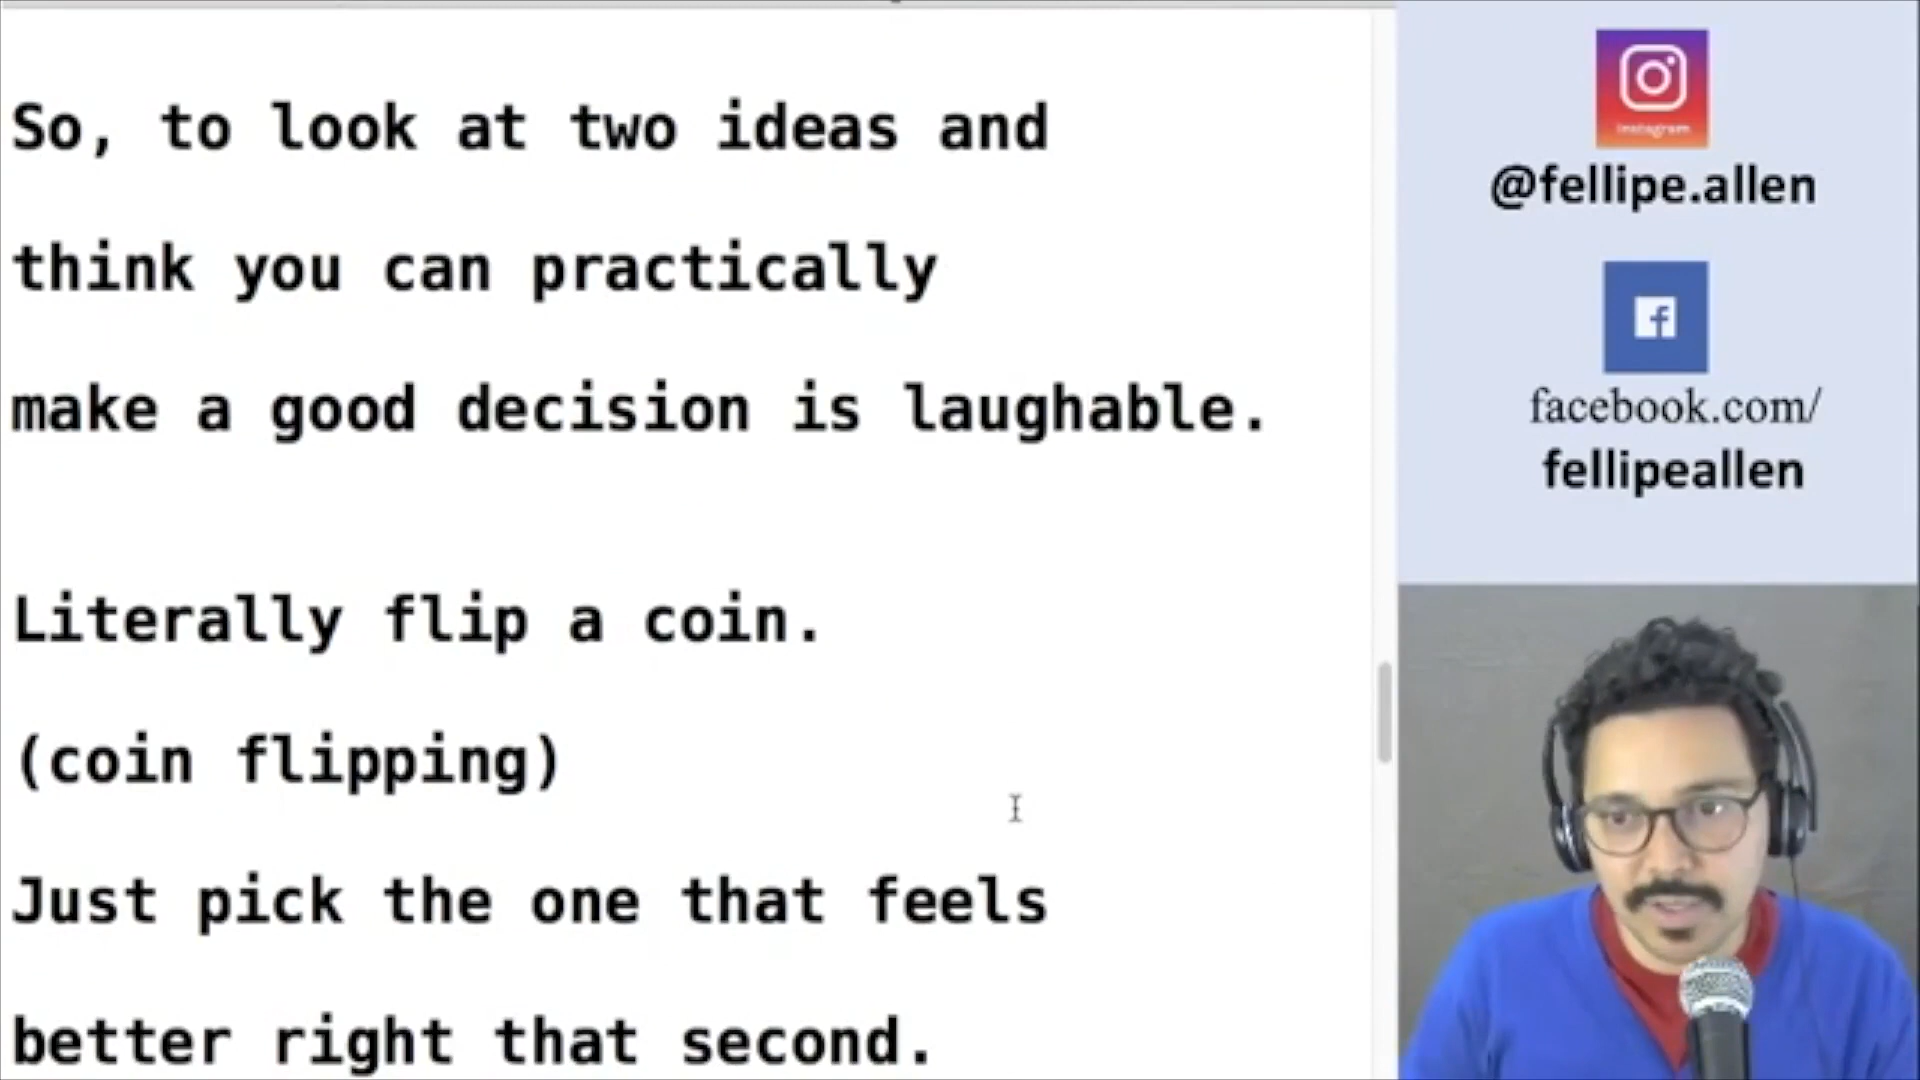 So, to look at two ideas and
think you can practically
make a good decision is laughable.
Literally flip a coin.
(coin flipping)
Just pick the one that feels
better right that second.
Instagram
@fellipe.allen
facebook.com/
fellipeallen